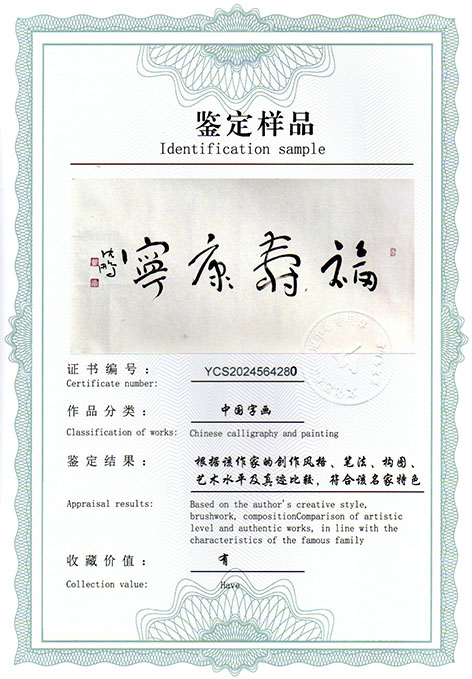 鉴定样品
Identification sample
福壽康寧
沈鹏
证书编号： YCS2024564280
Certificate number:
作品分类： 中国字画
Classification of works: Chinese calligraphy and painting
鉴定结果： 根据该作家的创作风格、笔法、构图、
艺术水平及真迹比较，符合该名家特色
Appraisal results: Based on the author's creative style,
brushwork, compositionComparison of artistic
level and authentic works, in line with the
characteristics of the famous family
收藏价值： 有
Collection value: Have